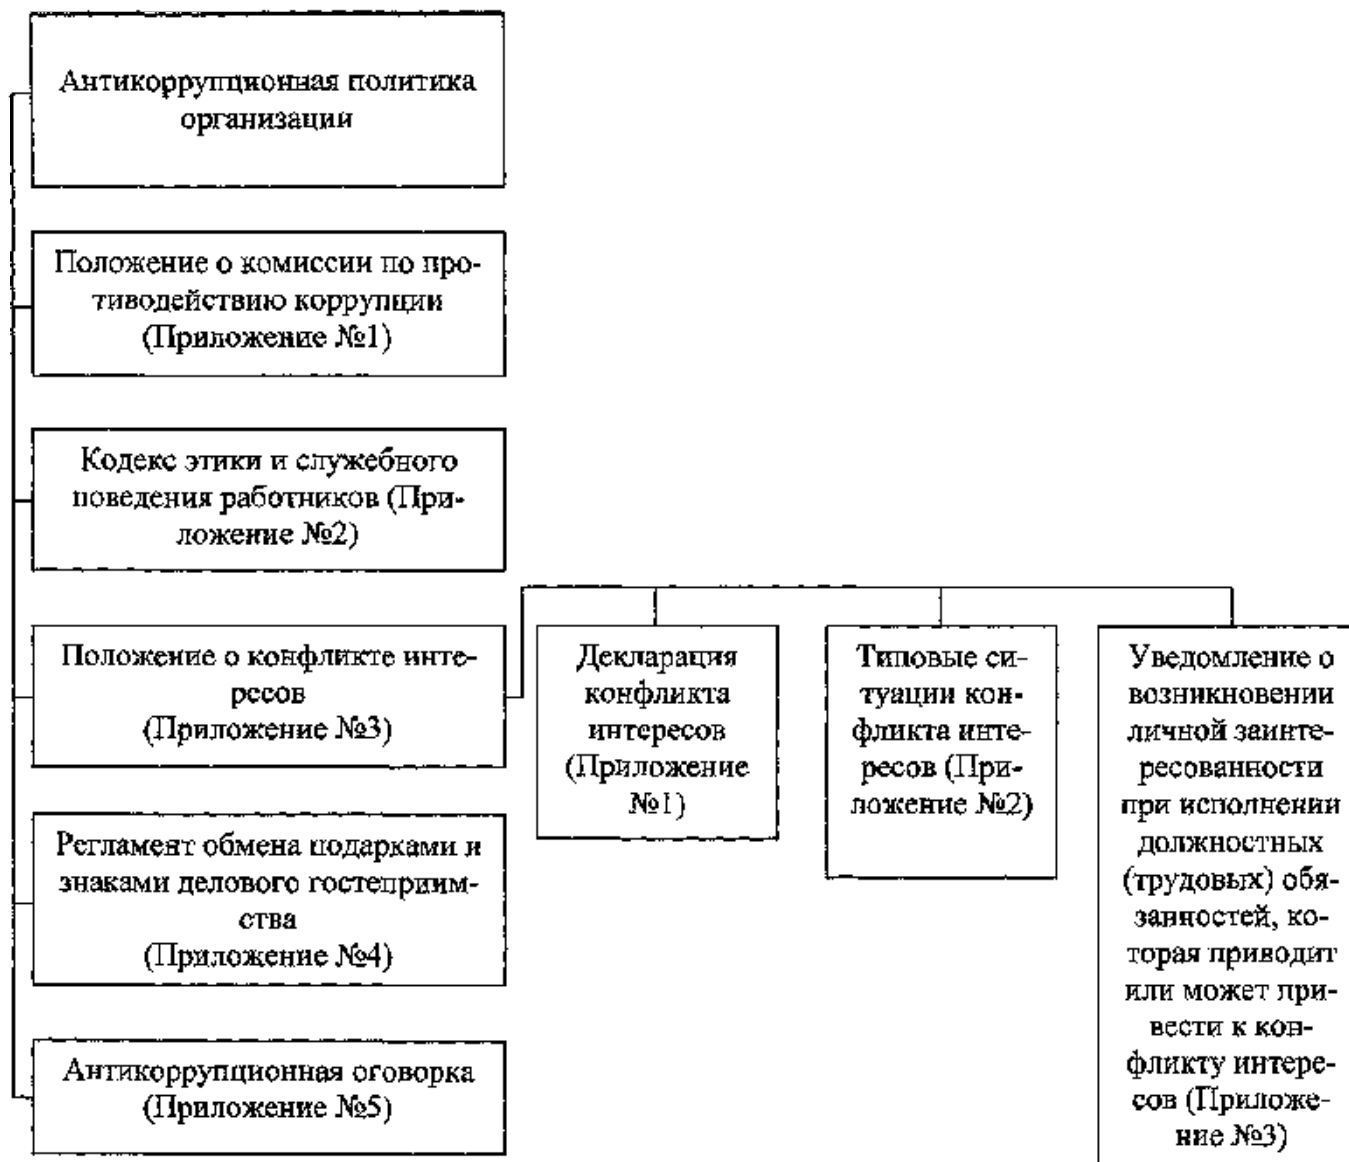 Антикоррупционная политика
организации
Положение о комиссии по про-
тиводействию коррупции
(Приложение №1)
Кодекс этики и служебного
поведения работников (При-
ложение №2)
Положение о конфликте инте-
ресов
(Приложение №3)
Декларация
конфликта
интересов
(Приложение
№1)
Типовые си-
туации кон-
фликта инте-
ресов (При-
ложение №2)
Уведомление о
возникновении
личной заинте-
ресованности
при исполнении
должностных
(трудовых) обя-
занностей, ко-
торая приводит
или может при-
вести к кон-
фликту интере-
сов (Приложе-
ние №3)
Регламент обмена подарками и
знаками делового гостеприим-
ства
(Приложение №4)
Антикоррупционная оговорка
(Приложение №5)